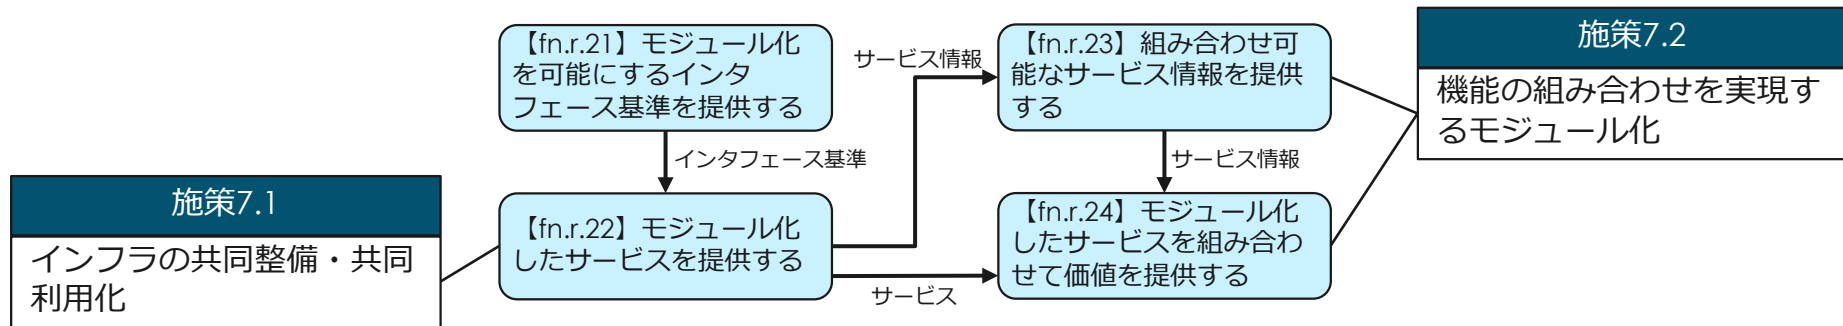 【fn.r.21】モジュール化
を可能にするインタ
フェース基準を提供する
サービス情報
【fn.r.23】組み合わせ可
能なサービス情報を提供
する
施策7.2
機能の組み合わせを実現す
るモジュール化
インタフェース基準
サービス情報
施策7.1
インフラの共同整備・共同
利用化
【fn.r.22】モジュール化
したサービスを提供する
サービス
【fn.r.24】モジュール化
したサービスを組み合わ
せて価値を提供する